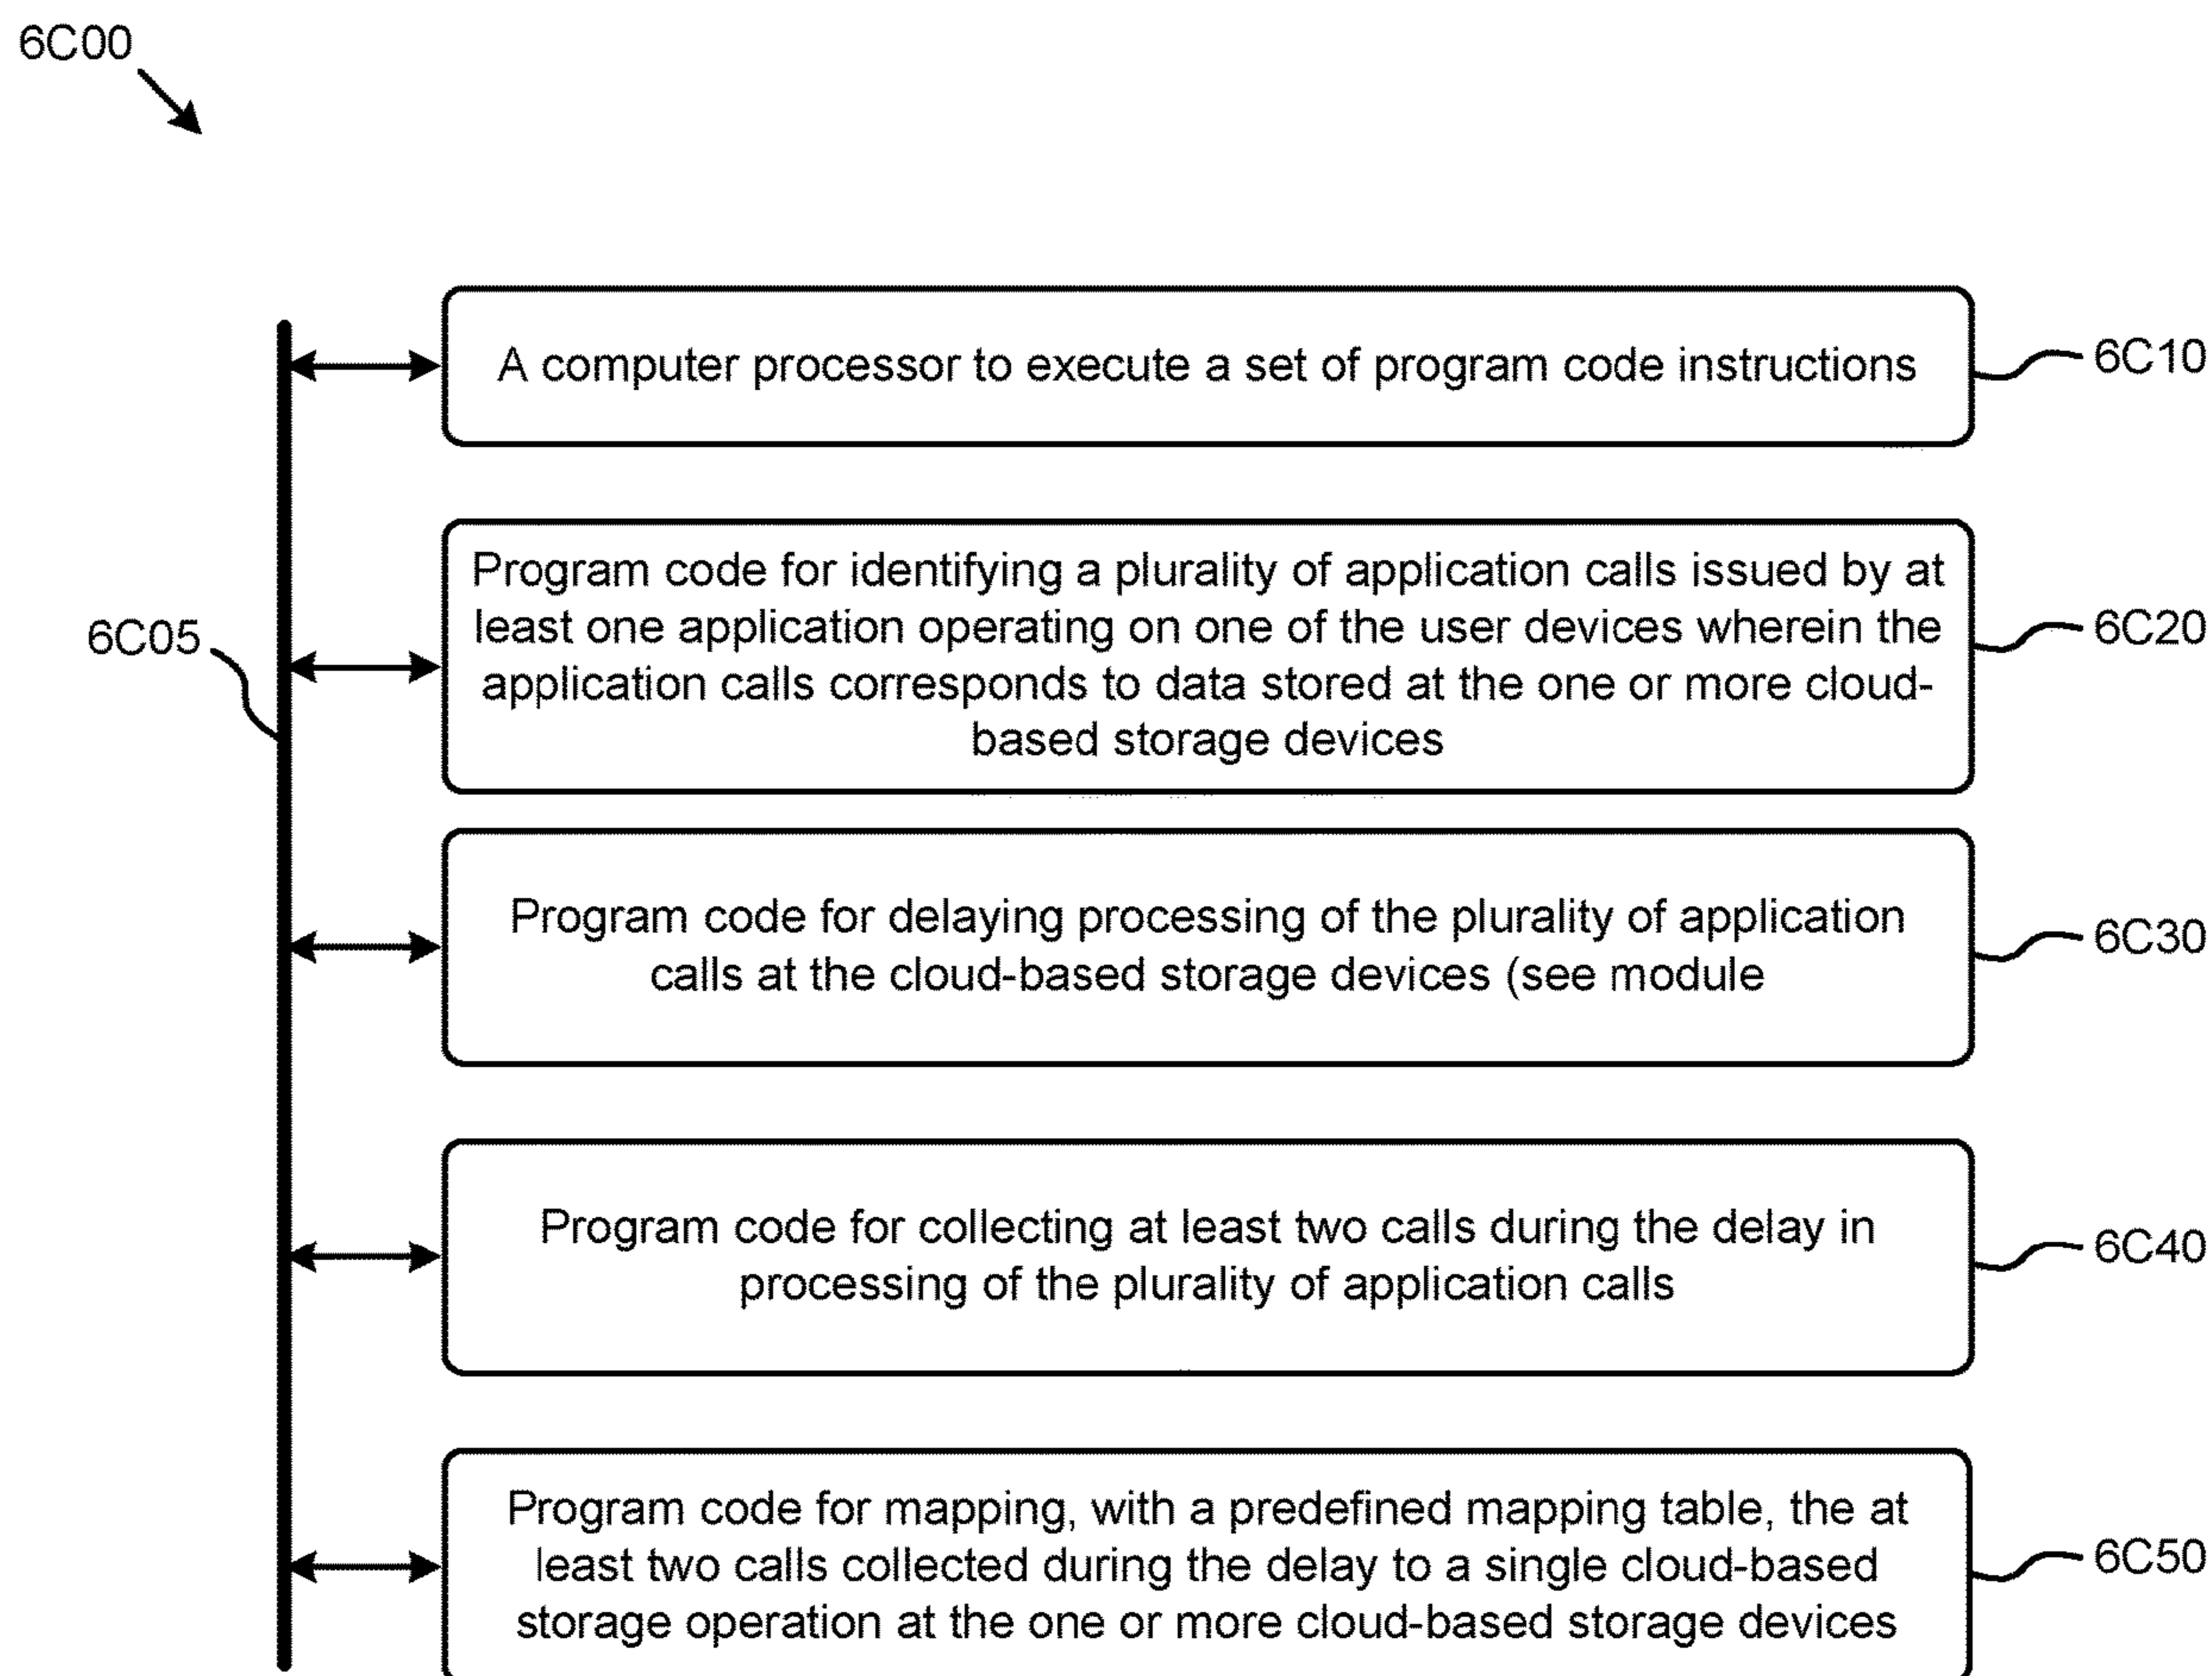 6C00
A computer processor to execute a set of program code instructions
6C10
Program code for identifying a plurality of application calls issued by at
least one application operating on one of the user devices wherein the
application calls corresponds to data stored at the one or more cloud-
based storage devices
6C20
6C05
Program code for delaying processing of the plurality of application
calls at the cloud-based storage devices (see module
6C30
Program code for collecting at least two calls during the delay in
processing of the plurality of application calls
6C40
Program code for mapping, with a predefined mapping table, the at
least two calls collected during the delay to a single cloud-based
storage operation at the one or more cloud-based storage devices
6C50